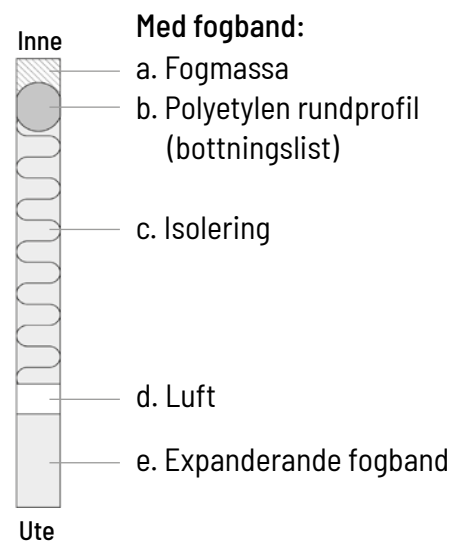 Inne
Med fogband:
a. Fogmassa
b. Polyetylen rundprofil
(bottningslist)
c. Isolering
d. Luft
e. Expanderande fogband
Ute